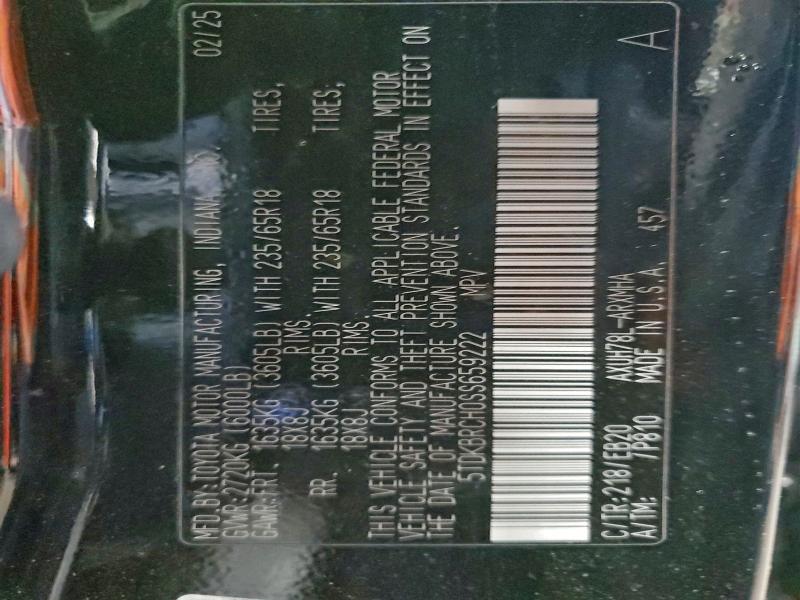 MFD.BY:TOYOTA MOTOR MANUFACTURING, INDIANA 02/25
GVWR:2720KG (6000LB)
GAWR:FRT. 1635KG (3605LB) WITH 235/65R18 TIRES,
18X8J RIMS.
RR. 1635KG (3605LB) WITH 235/65R18 TIRES,
18X8J RIMS.
THIS VEHICLE CONFORMS TO ALL APPLICABLE FEDERAL MOTOR
VEHICLE SAFETY AND THEFT PREVENTION STANDARDS IN EFFECT ON
THE DATE OF MANUFACTURE SHOWN ABOVE.
5TDKBRCH0SS659222 MPV
C/TR:218/EB20 AXUH78L-ARXMHA
A/TM: /P810 MADE IN U.S.A. 457 A